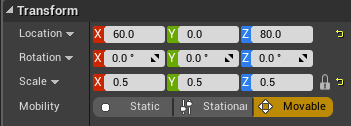 Transform
Location X 60.0 Y 0.0 Z 80.0
Rotation X 0.0 ° Y 0.0 ° Z 0.0 °
Scale X 0.5 Y 0.5 Z 0.5
Mobility Static Stationar Movable